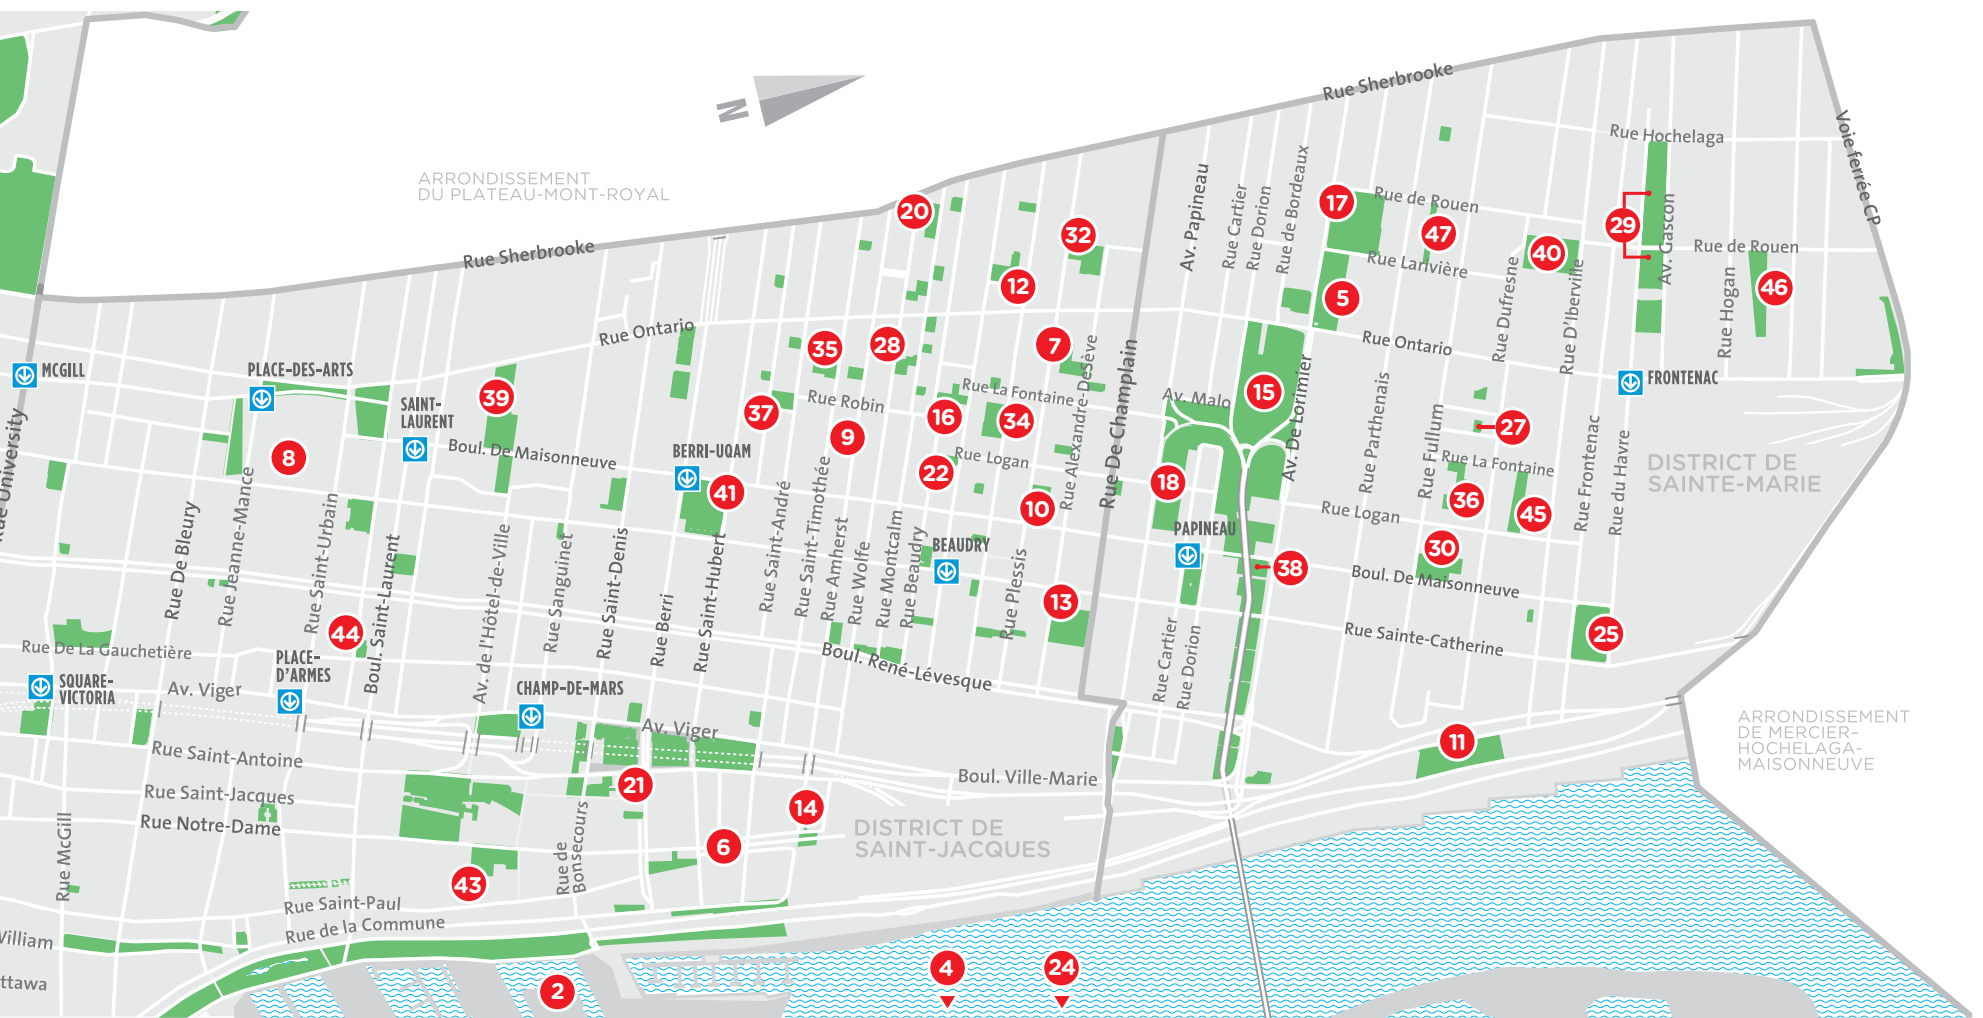 Rue Sherbrooke
Rue Hochelaga
Voie ferrée CP
N
ARRONDISSEMENT
DU PLATEAU-MONT-ROYAL
Rue Sherbrooke
20
32
12
Av. Papineau
Rue Cartier
Rue Dorion
Rue de Bordeaux
17
Rue de Rouen
47
Rue Larivière
5
40
29
Av. Gascon
Rue de Rouen
46
Rue Hogan
Rue Dufresne
Rue D'Iberville
Rue Ontario
Rue Ontario
MCGILL
PLACE-DES-ARTS
SAINT-
LAURENT
39
35
28
7
37
Rue Robin
9
16
Rue La Fontaine
34
Rue Alexandre-DeSève
Rue De Champlain
Av. Malo
15
Av. De Lorimier
Rue Parthenais
Rue Fullum
27
FRONTENAC
Rue University
8
Boul. De Maisonneuve
BERRI-UQAM
41
22
Rue Logan
10
18
PAPINEAU
Rue Logan
Rue La Fontaine
36
45
30
Rue Frontenac
Rue du Havre
DISTRICT DE
SAINTE-MARIE
Rue De Bleury
Rue Jeanne-Mance
Rue Saint-Urbain
44
Boul. Saint-Laurent
Av. de l'Hôtel-de-Ville
Rue Sanguinet
Rue Saint-Denis
Rue Berri
Rue Saint-Hubert
Rue Saint-André
Rue Saint-Timothée
Rue Amherst
Rue Wolfe
Rue Montcalm
Rue Beaudry
BEAUDRY
Rue Plessis
13
38
Boul. De Maisonneuve
25
Rue Sainte-Catherine
Rue De La Gauchetière
SQUARE-
VICTORIA
Av. Viger
PLACE-
D'ARMES
CHAMP-DE-MARS
Boul. René-Lévesque
Rue Cartier
Rue Dorion
Av. Viger
11
ARRONDISSEMENT
DE MERCIER-
HOCHELAGA-
MAISONNEUVE
Rue Saint-Antoine
Boul. Ville-Marie
Rue Saint-Jacques
21
14
Rue Notre-Dame
DISTRICT DE
SAINT-JACQUES
6
Rue McGill
43
Rue de
Bonsecours
Rue Saint-Paul
Rue de la Commune
William
ttawa
2
4
24